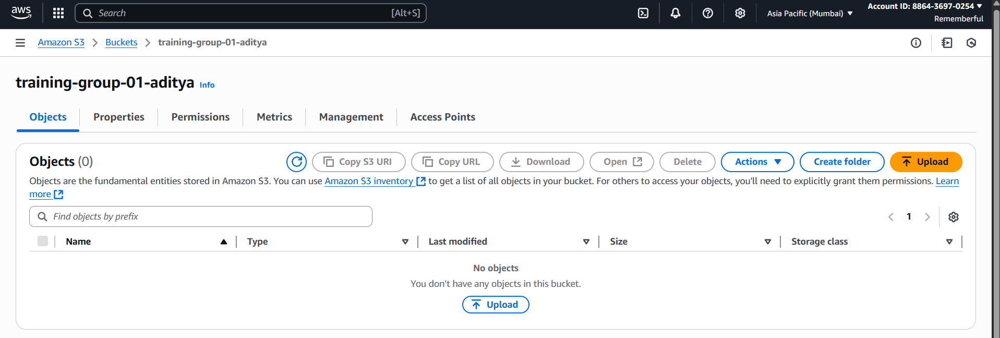 aws
Search [Alt+S]
Asia Pacific (Mumbai)
Account ID: 8864-3697-0254
Rememberful
Amazon S3 > Buckets > training-group-01-aditya
training-group-01-aditya Info
Objects Properties Permissions Metrics Management Access Points
Objects (0) Copy S3 URI Copy URL Download Open Delete Actions Create folder Upload
Objects are the fundamental entities stored in Amazon S3. You can use Amazon S3 inventory to get a list of all objects in your bucket. For others to access your objects, you'll need to explicitly grant them permissions. Learn
more
Find objects by prefix
1
Name Type Last modified Size Storage class
No objects
You don't have any objects in this bucket.
Upload